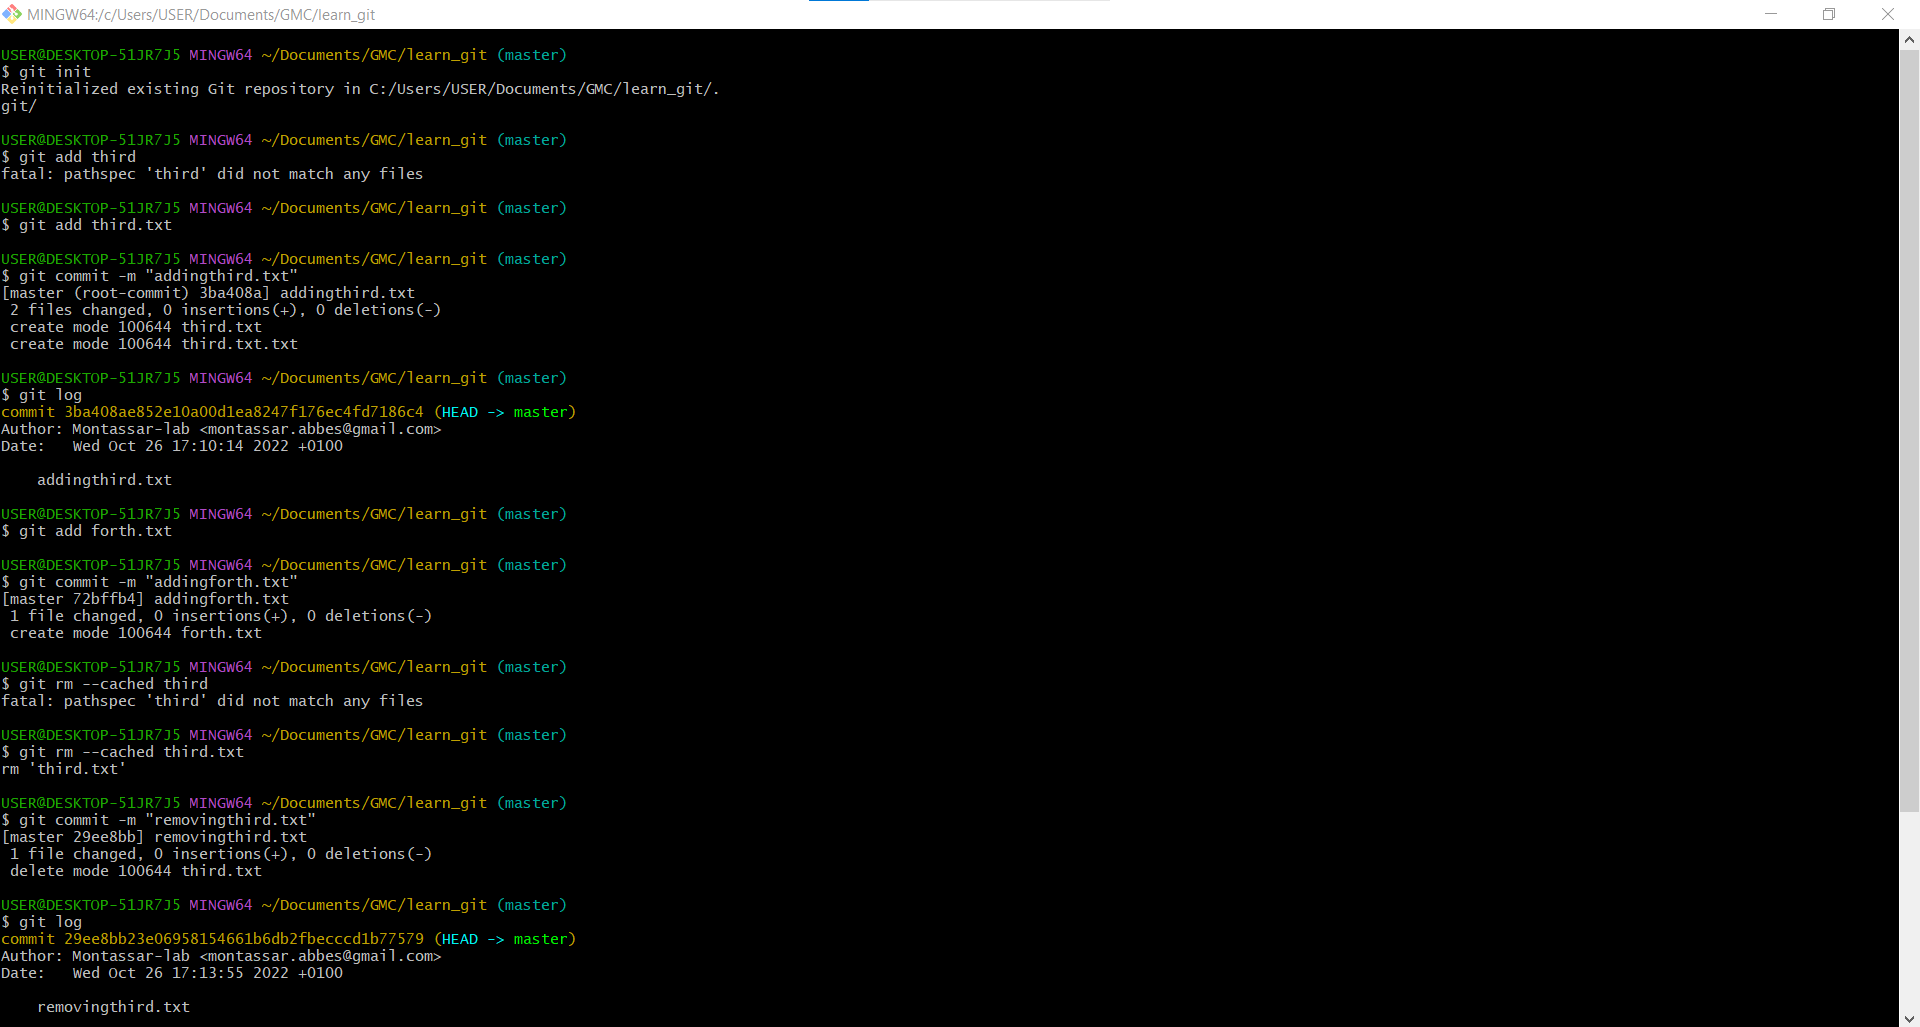 MINGW64:/c/Users/USER/Documents/GMC/learn_git
USER@DESKTOP-51JR7J5 MINGW64 ~/Documents/GMC/learn_git (master)
$ git init
Reinitialized existing Git repository in C:/Users/USER/Documents/GMC/learn_git/.
git/
USER@DESKTOP-51JR7J5 MINGW64 ~/Documents/GMC/learn_git (master)
$ git add third
fatal: pathspec 'third' did not match any files
USER@DESKTOP-51JR7J5 MINGW64 ~/Documents/GMC/learn_git (master)
$ git add third.txt
USER@DESKTOP-51JR7J5 MINGW64 ~/Documents/GMC/learn_git (master)
$ git commit -m "addingthird.txt"
[master (root-commit) 3ba408a] addingthird.txt
 2 files changed, 0 insertions(+), 0 deletions(-)
 create mode 100644 third.txt
 create mode 100644 third.txt.txt
USER@DESKTOP-51JR7J5 MINGW64 ~/Documents/GMC/learn_git (master)
$ git log
commit 3ba408ae852e10a00d1ea8247f176ec4fd7186c4 (HEAD -> master)
Author: Montassar-lab <montassar.abbes@gmail.com>
Date:   Wed Oct 26 17:10:14 2022 +0100
    addingthird.txt
USER@DESKTOP-51JR7J5 MINGW64 ~/Documents/GMC/learn_git (master)
$ git add forth.txt
USER@DESKTOP-51JR7J5 MINGW64 ~/Documents/GMC/learn_git (master)
$ git commit -m "addingforth.txt"
[master 72bffb4] addingforth.txt
 1 file changed, 0 insertions(+), 0 deletions(-)
 create mode 100644 forth.txt
USER@DESKTOP-51JR7J5 MINGW64 ~/Documents/GMC/learn_git (master)
$ git rm --cached third
fatal: pathspec 'third' did not match any files
USER@DESKTOP-51JR7J5 MINGW64 ~/Documents/GMC/learn_git (master)
$ git rm --cached third.txt
rm 'third.txt'
USER@DESKTOP-51JR7J5 MINGW64 ~/Documents/GMC/learn_git (master)
$ git commit -m "removingthird.txt"
[master 29ee8bb] removingthird.txt
 1 file changed, 0 insertions(+), 0 deletions(-)
 delete mode 100644 third.txt
USER@DESKTOP-51JR7J5 MINGW64 ~/Documents/GMC/learn_git (master)
$ git log
commit 29ee8bb23e06958154661b6db2fbecccd1b77579 (HEAD -> master)
Author: Montassar-lab <montassar.abbes@gmail.com>
Date:   Wed Oct 26 17:13:55 2022 +0100
    removingthird.txt